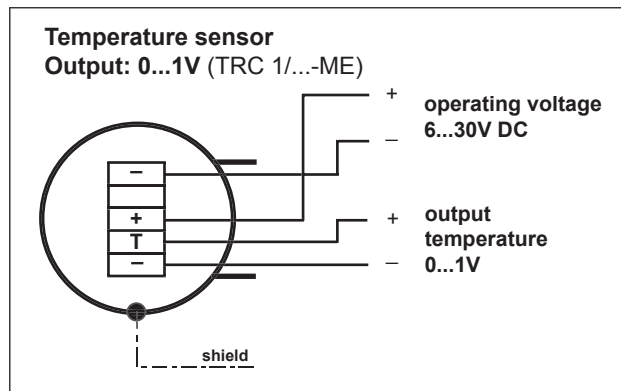 Temperature sensor
Output: 0...1V (TRC 1/...-ME)
+
operating voltage
6...30V DC
–
–
+
T
–
+
output
temperature
0...1V
–
shield